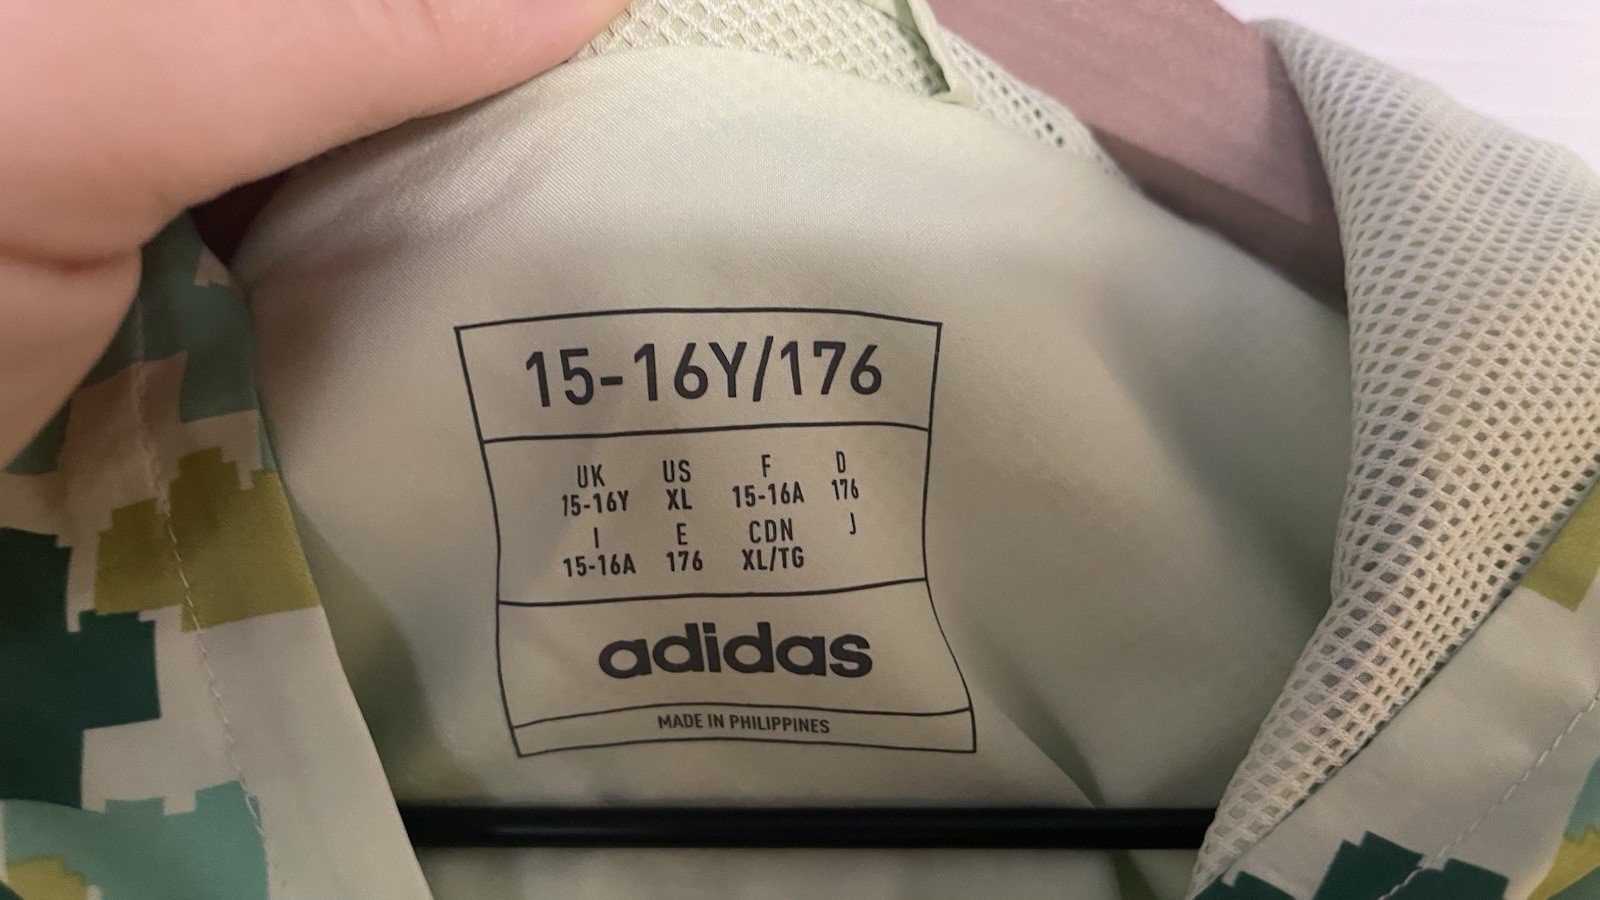 15-16Y/176
UK US F D
15-16Y XL 15-16A 176
I E CDN J
15-16A 176 XL/TG
adidas
MADE IN PHILIPPINES